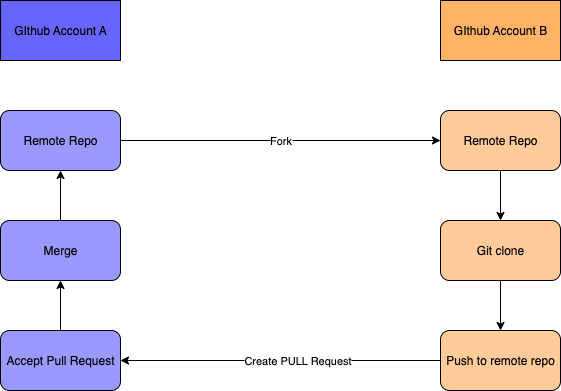 GIthub Account A
GIthub Account B
Remote Repo
Fork
Remote Repo
Merge
Git clone
Accept Pull Request
Create PULL Request
Push to remote repo